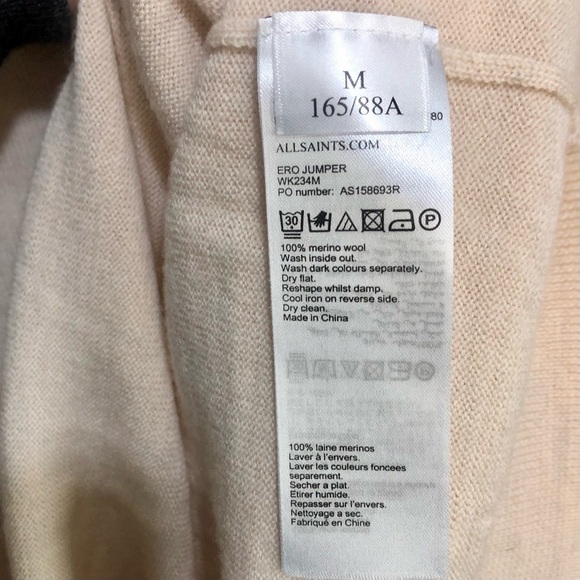 M
165/88A
80
ALLSAINTS.COM
ERO JUMPER
WK234M
PO number: AS158693R
30 P
100% merino wool
Wash inside out.
Wash dark colours separately.
Dry flat.
Reshape whilst damp.
Cool iron on reverse side.
Dry clean.
Made in China
100% laine merinos
Laver à l'envers.
Laver les couleurs foncees
separement.
Secher a plat.
Etirer humide.
Repasser sur l'envers.
Nettoyage a sec.
Fabriqué en Chine